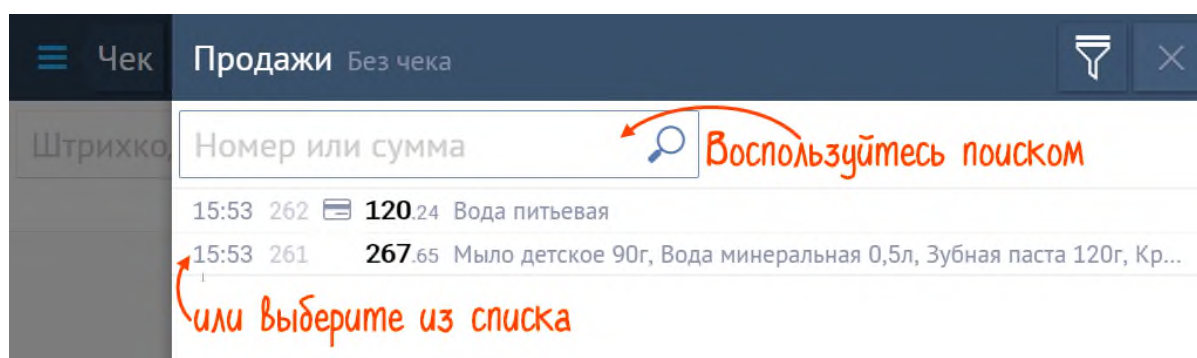 Чек Продажи Без чека
Штрихко
Номер или сумма
Воспользуйтесь поиском
15:53 262 120.24 Вода питьевая
15:53 261 267.65 Мыло детское 90г, Вода минеральная 0,5л, Зубная паста 120г, Кр...
или выберите из списка